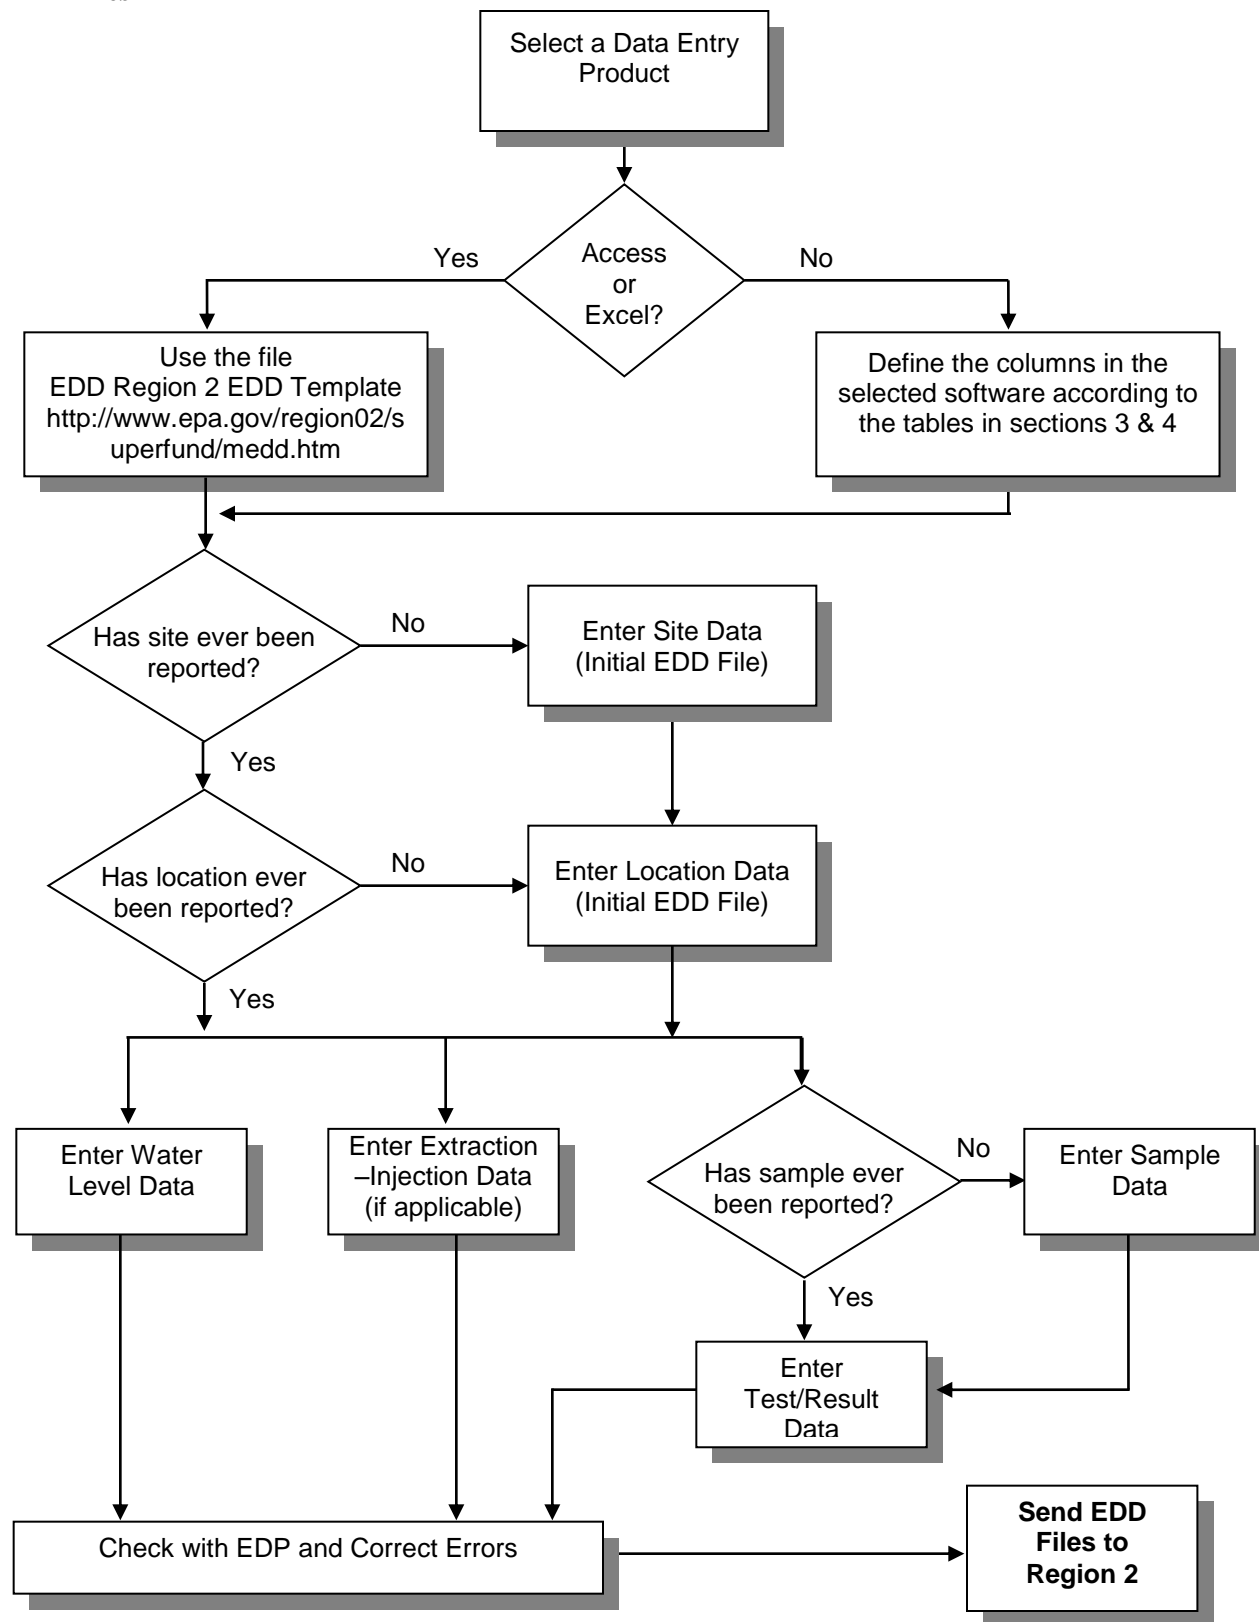 Select a Data Entry
Product
Access
or
Excel?
Yes
No
Use the file
EDD Region 2 EDD Template
http://www.epa.gov/region02/s
uperfund/medd.htm
Define the columns in the
selected software according to
the tables in sections 3 & 4
Has site ever been
reported?
No
Enter Site Data
(Initial EDD File)
Yes
Has location ever
been reported?
No
Enter Location Data
(Initial EDD File)
Yes
Enter Water
Level Data
Enter Extraction
–Injection Data
(if applicable)
Has sample ever
been reported?
No
Enter Sample
Data
Yes
Enter
Test/Result
Data
Check with EDP and Correct Errors
Send EDD
Files to
Region 2